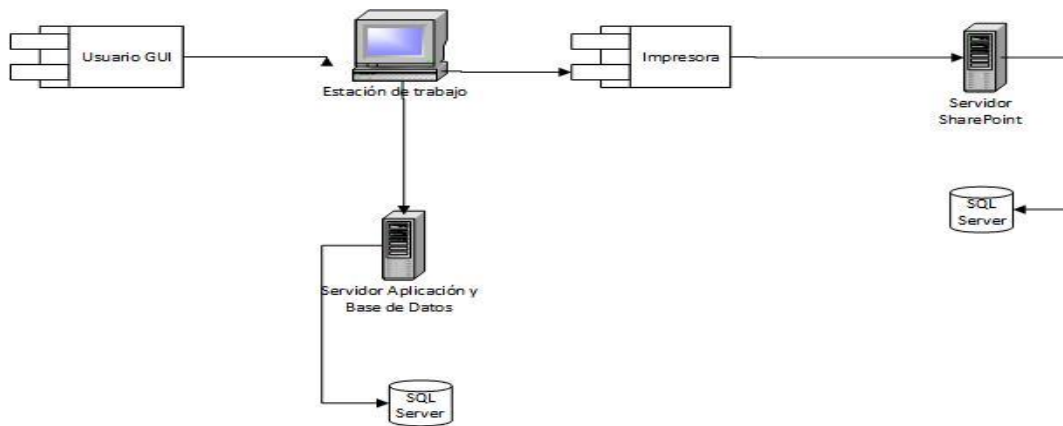 Usuario GUI
Estación de trabajo
Impresora
Servidor
SharePoint
SQL
Server
Servidor Aplicación y
Base de Datos
SQL
Server